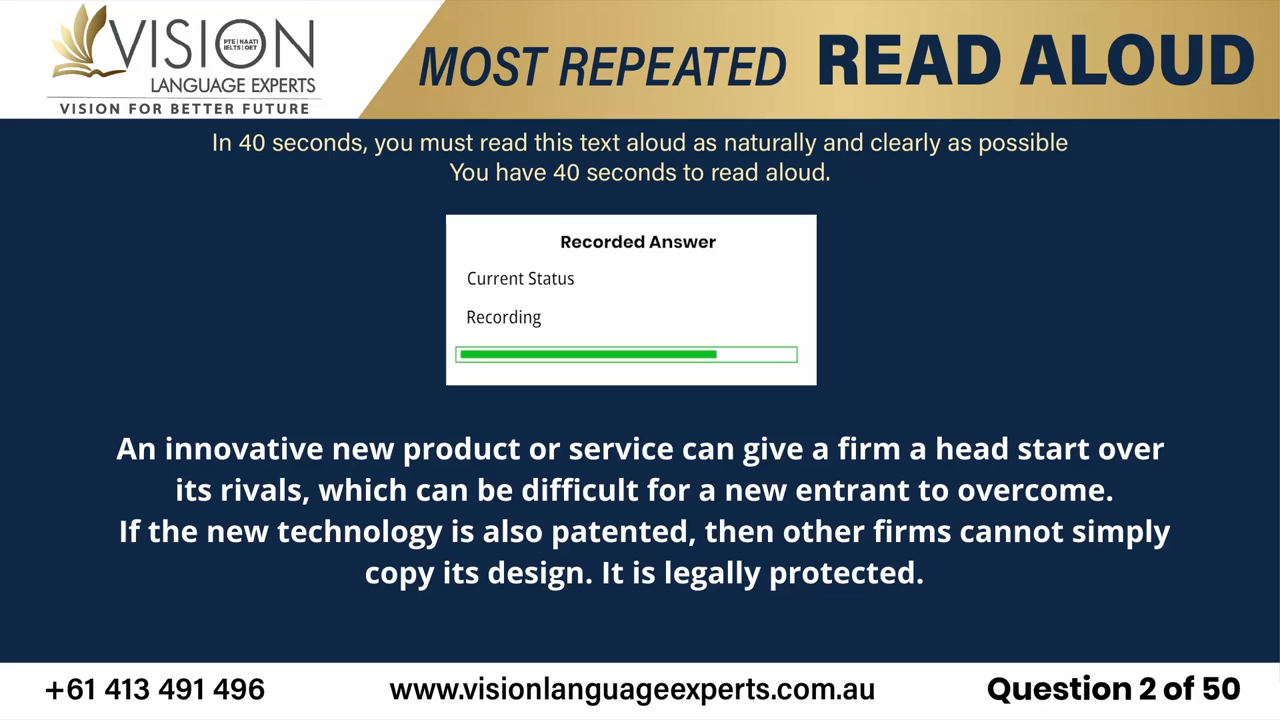 VISION
PTE | NAATI
IELTS | OET
LANGUAGE EXPERTS
VISION FOR BETTER FUTURE
MOST REPEATED READ ALOUD
In 40 seconds, you must read this text aloud as naturally and clearly as possible
You have 40 seconds to read aloud.
Recorded Answer
Current Status
Recording
An innovative new product or service can give a firm a head start over
its rivals, which can be difficult for a new entrant to overcome.
If the new technology is also patented, then other firms cannot simply
copy its design. It is legally protected.
+61 413 491 496 www.visionlanguageexperts.com.au Question 2 of 50